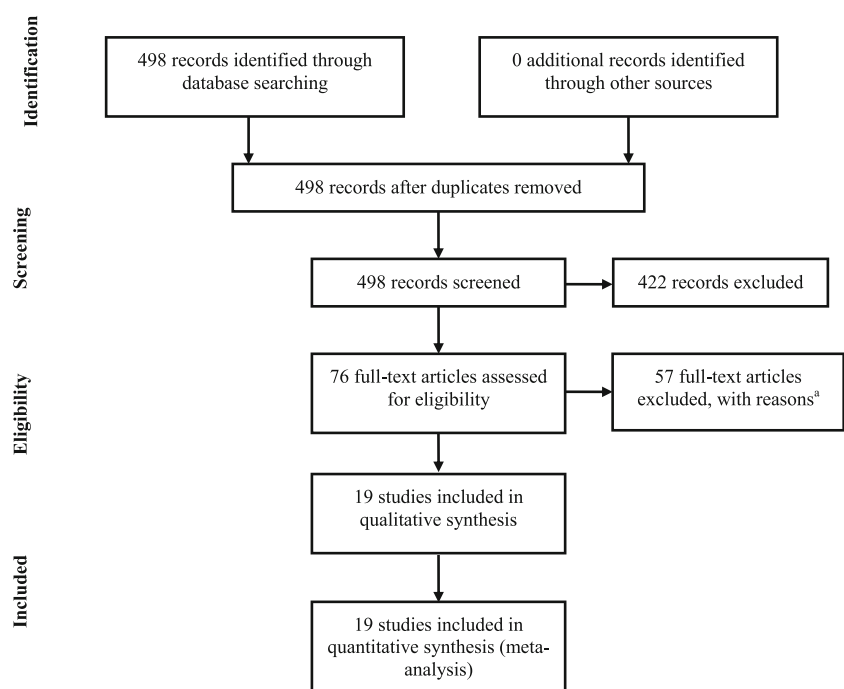 Identification
498 records identified through
database searching
0 additional records identified
through other sources
498 records after duplicates removed
Screening
498 records screened
422 records excluded
Eligibility
76 full-text articles assessed
for eligibility
57 full-text articles
excluded, with reasonsᵃ
Included
19 studies included in
qualitative synthesis
19 studies included in
quantitative synthesis (meta-
analysis)